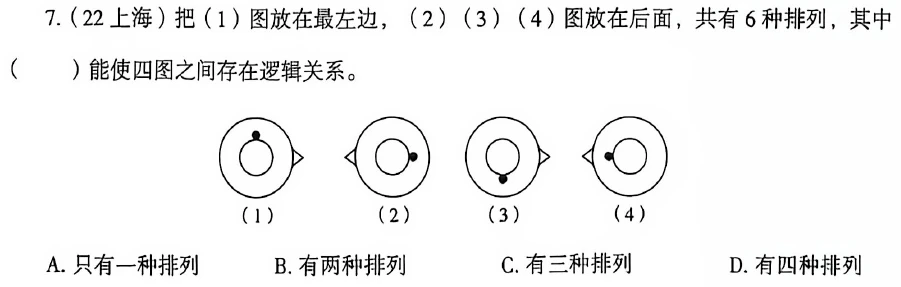 7.（22 上海）把（1）图放在最左边，（2）（3）（4）图放在后面，共有 6 种排列，其中
（　　）能使四图之间存在逻辑关系。
（1）　（2）　（3）　（4）
A. 只有一种排列　B. 有两种排列　C. 有三种排列　D. 有四种排列